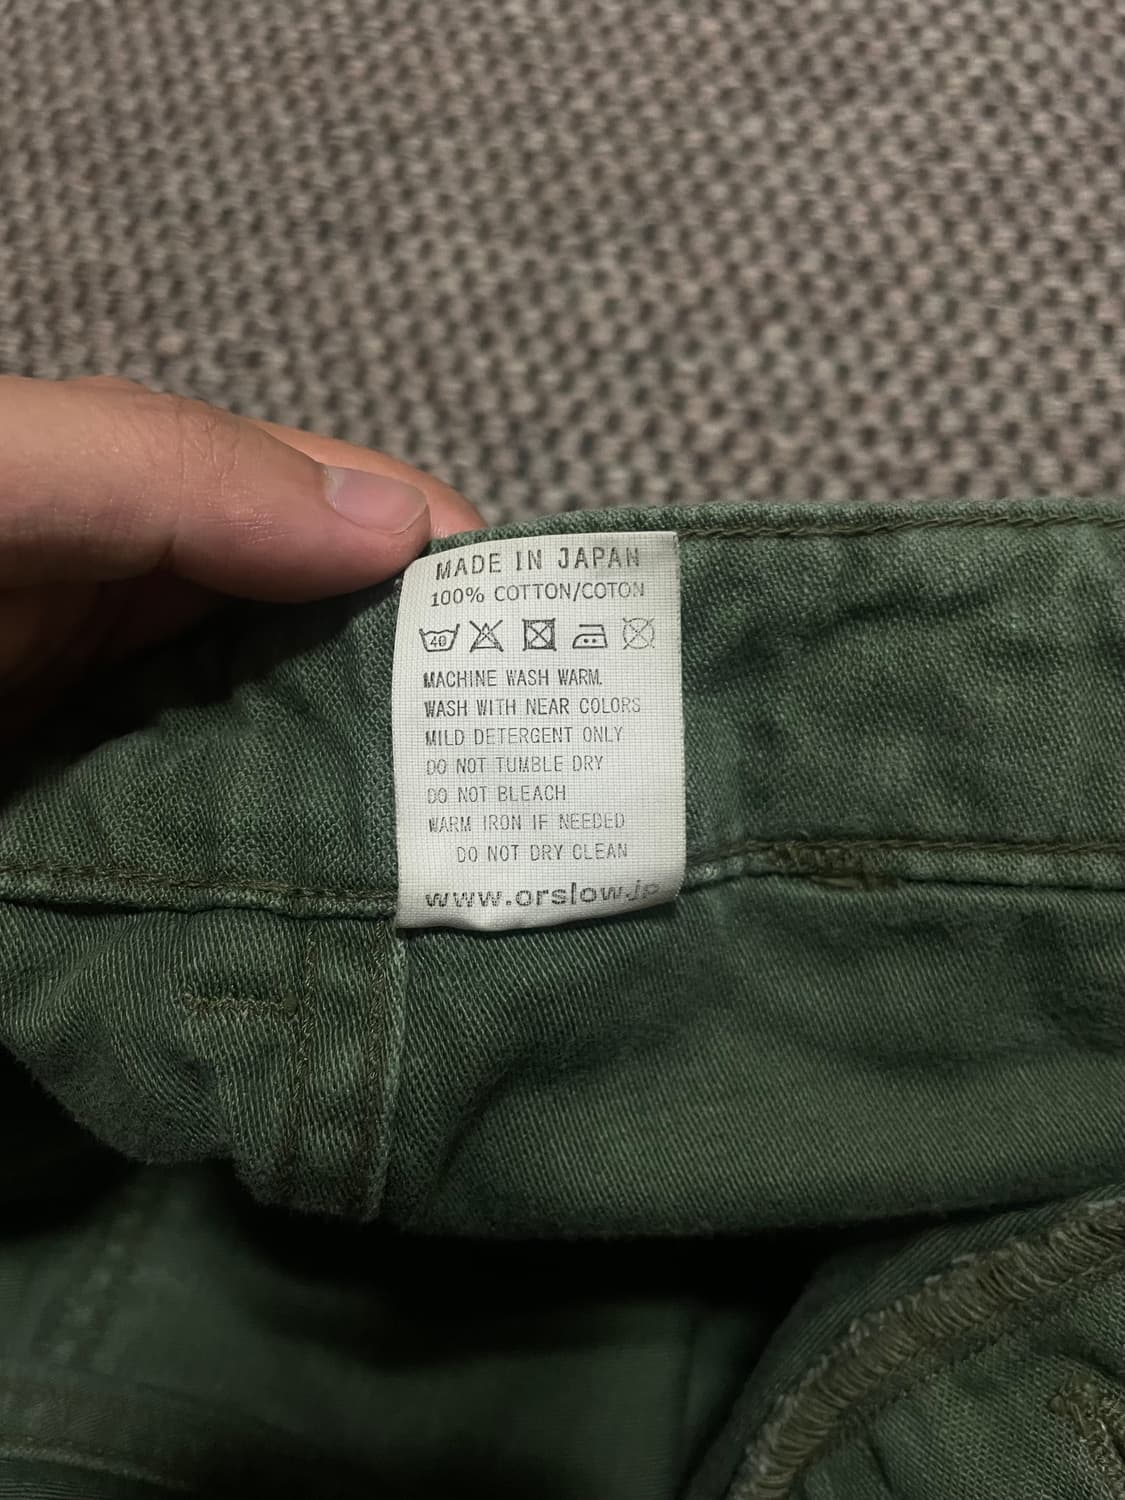 MADE IN JAPAN
100% COTTON/COTON
40
MACHINE WASH WARM.
WASH WITH NEAR COLORS
MILD DETERGENT ONLY
DO NOT TUMBLE DRY
DO NOT BLEACH
WARM IRON IF NEEDED
DO NOT DRY CLEAN
www.orslow.jp